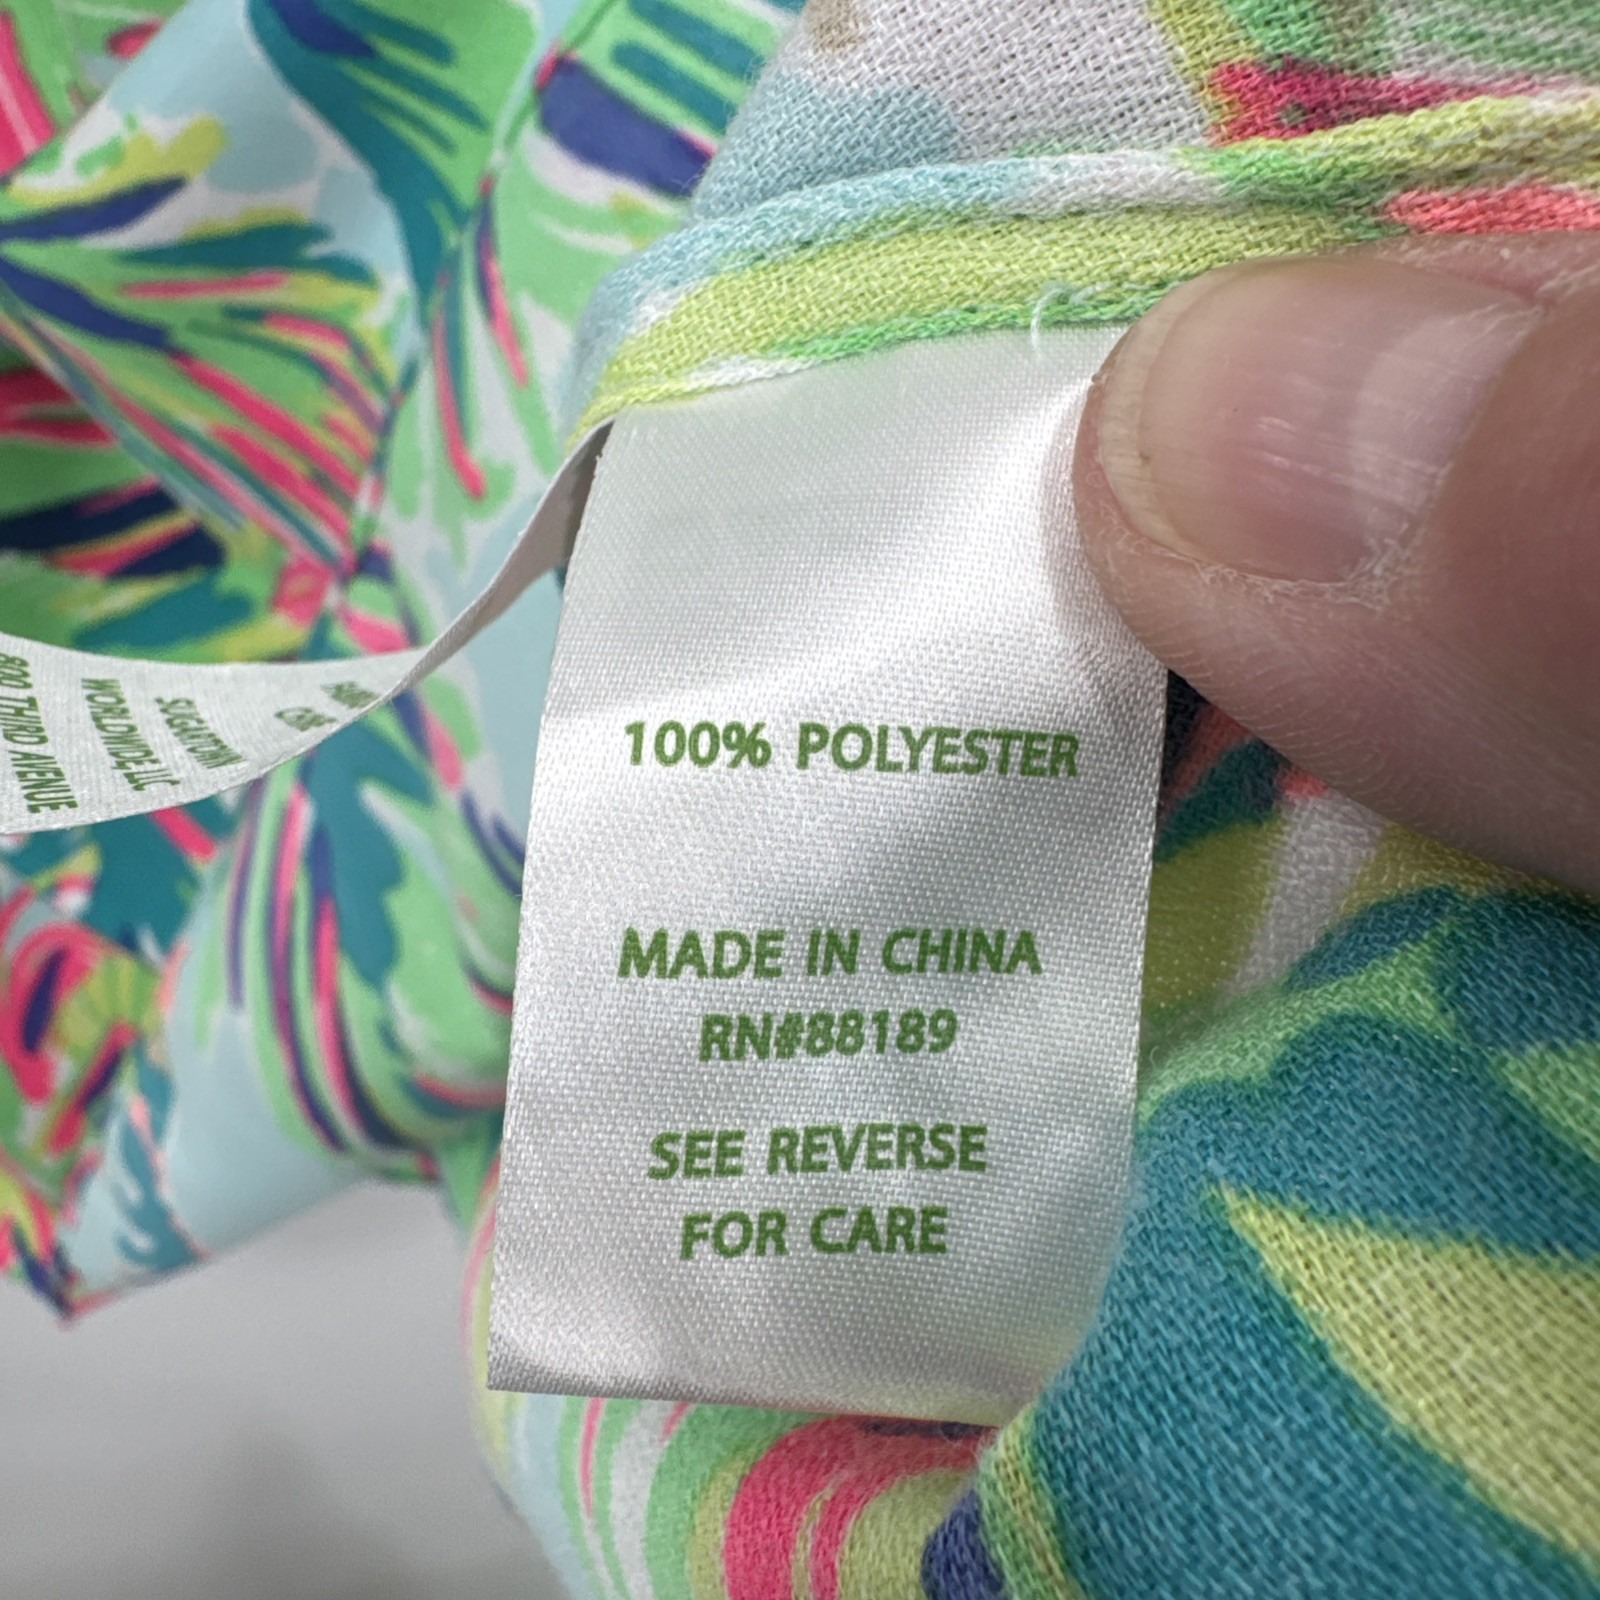 100% POLYESTER
MADE IN CHINA
RN#88189
SEE REVERSE
FOR CARE
SUGARTOWN
WORLDWIDE LLC
800 THIRD AVENUE